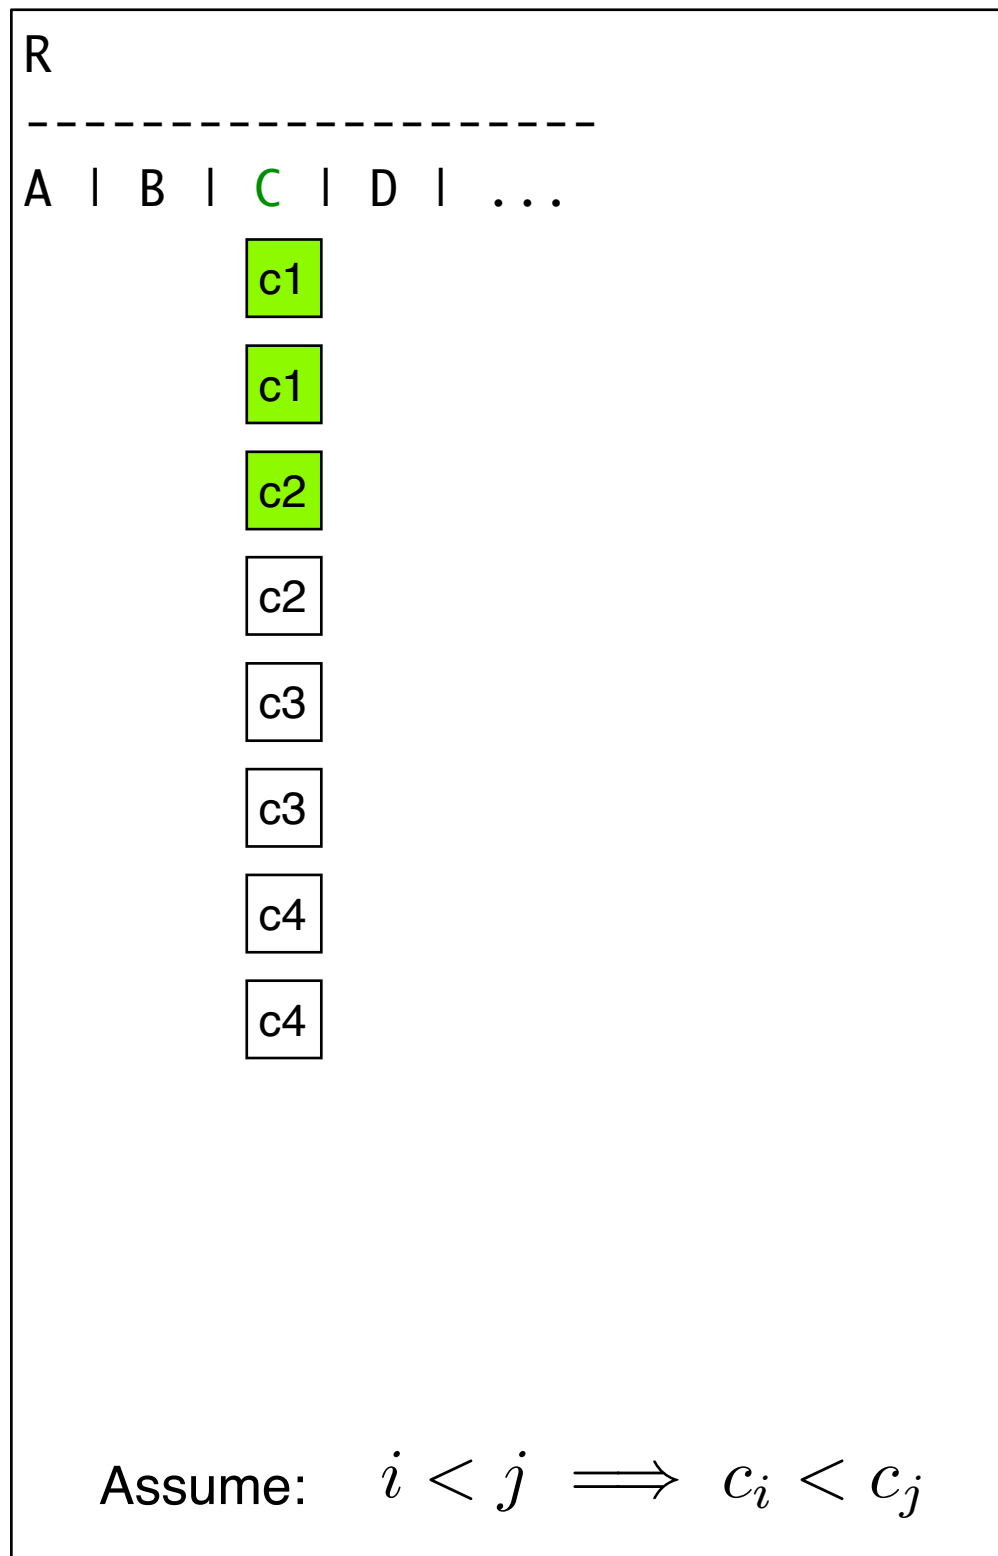 R
--------------------
A | B | C | D | ...
c1
c1
c2
c2
c3
c3
c4
c4
Assume: i < j ⟹ c_i < c_j